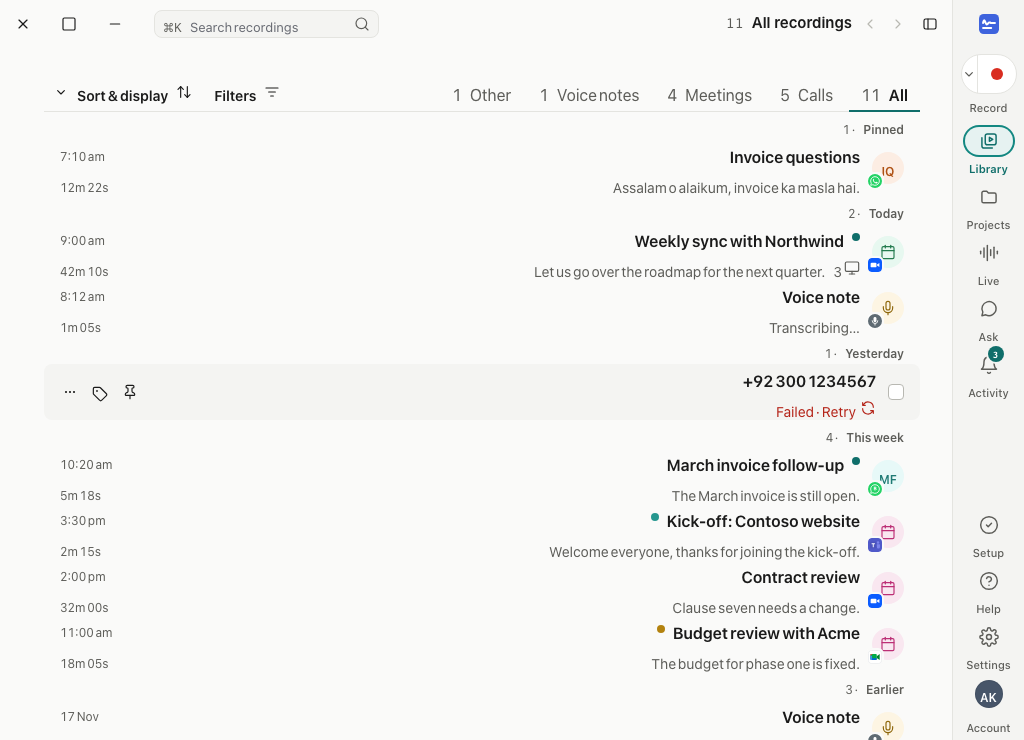 ⌘K Search recordings
11 All recordings
Sort & display
Filters
1 Other
1 Voice notes
4 Meetings
5 Calls
11 All
1 · Pinned
7:10 am
Invoice questions
IQ
12m 22s
Assalam o alaikum, invoice ka masla hai.
2 · Today
9:00 am
Weekly sync with Northwind
42m 10s
Let us go over the roadmap for the next quarter. 3
8:12 am
Voice note
1m 05s
Transcribing...
1 · Yesterday
+92 300 1234567
Failed · Retry
4 · This week
10:20 am
March invoice follow-up
MF
5m 18s
The March invoice is still open.
3:30 pm
Kick-off: Contoso website
2m 15s
Welcome everyone, thanks for joining the kick-off.
2:00 pm
Contract review
32m 00s
Clause seven needs a change.
11:00 am
Budget review with Acme
18m 05s
The budget for phase one is fixed.
3 · Earlier
17 Nov
Voice note
Record
Library
Projects
Live
Ask
3
Activity
Setup
Help
Settings
AK
Account